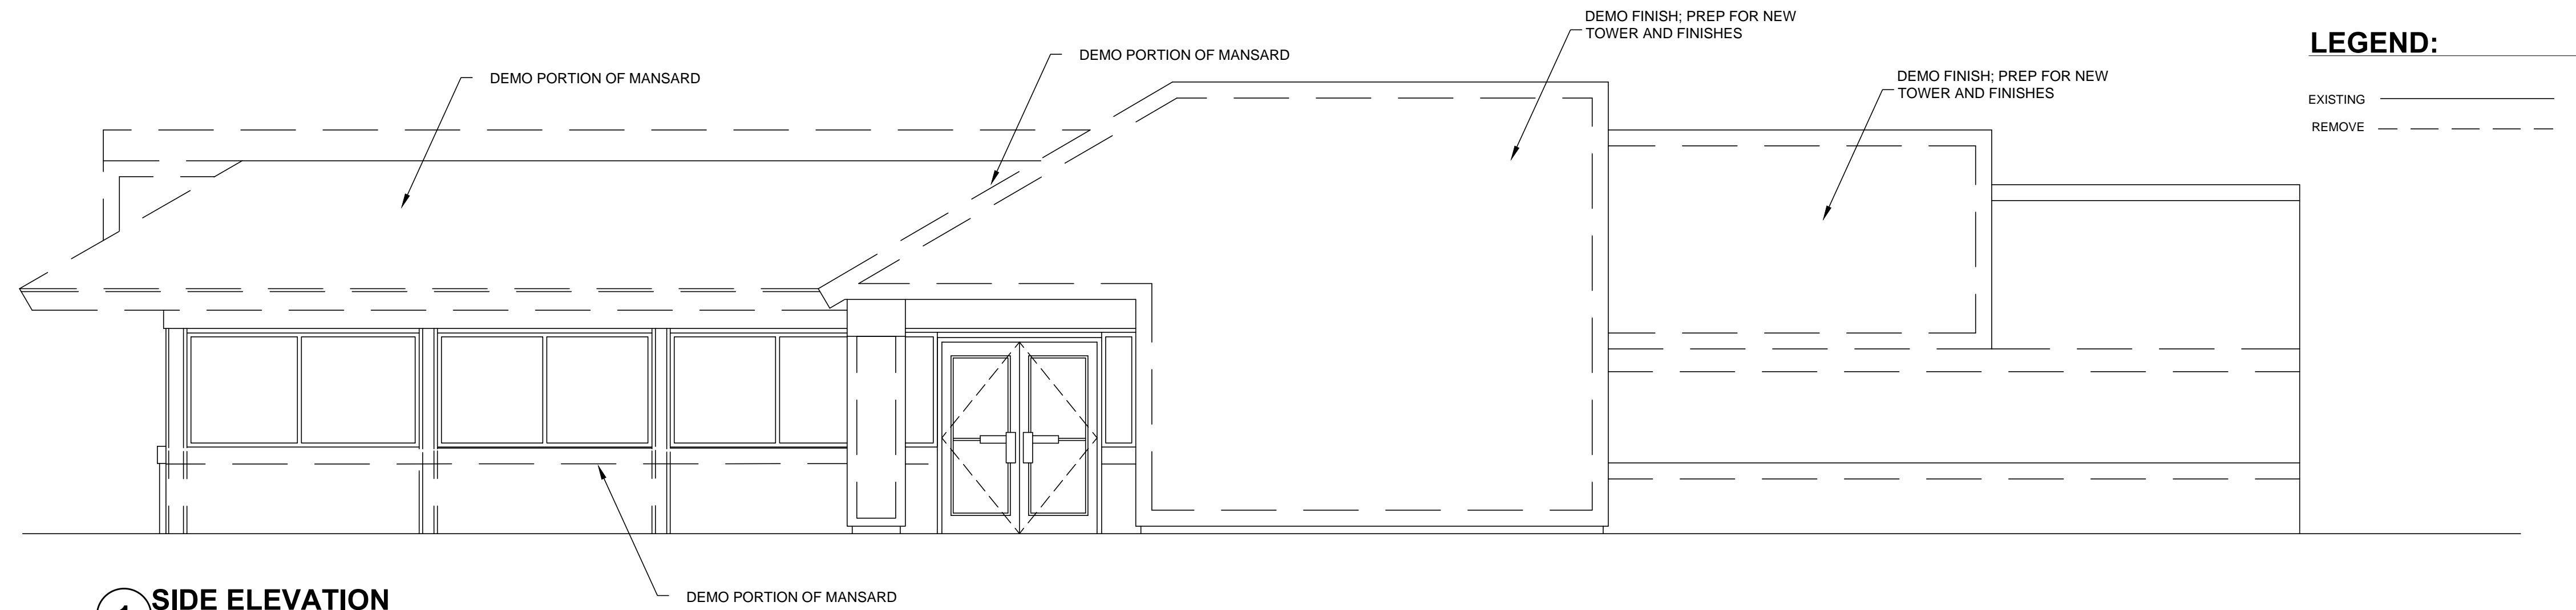 DEMO FINISH; PREP FOR NEW
TOWER AND FINISHES
LEGEND:
DEMO PORTION OF MANSARD
DEMO PORTION OF MANSARD
DEMO FINISH; PREP FOR NEW
TOWER AND FINISHES
EXISTING
REMOVE
DEMO PORTION OF MANSARD
1
SIDE ELEVATION